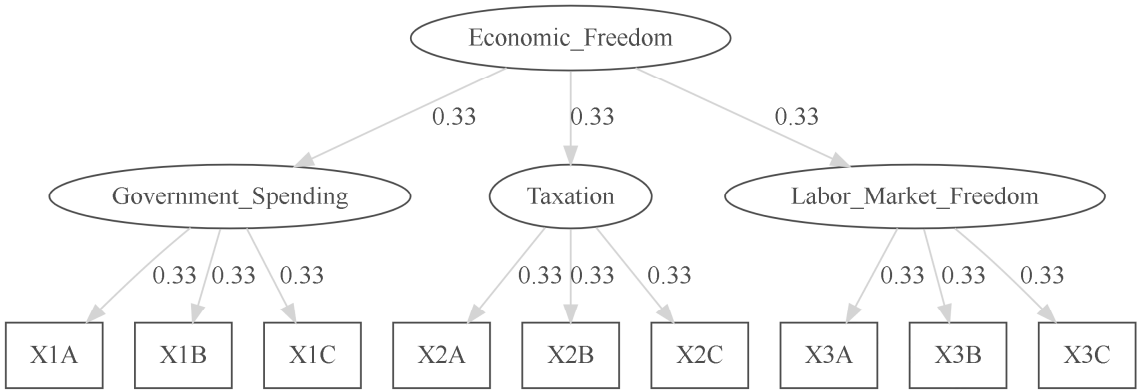 Economic_Freedom
0.33 0.33 0.33
Government_Spending Taxation Labor_Market_Freedom
0.33 0.33 0.33 0.33 0.33 0.33 0.33 0.33 0.33
X1A X1B X1C X2A X2B X2C X3A X3B X3C